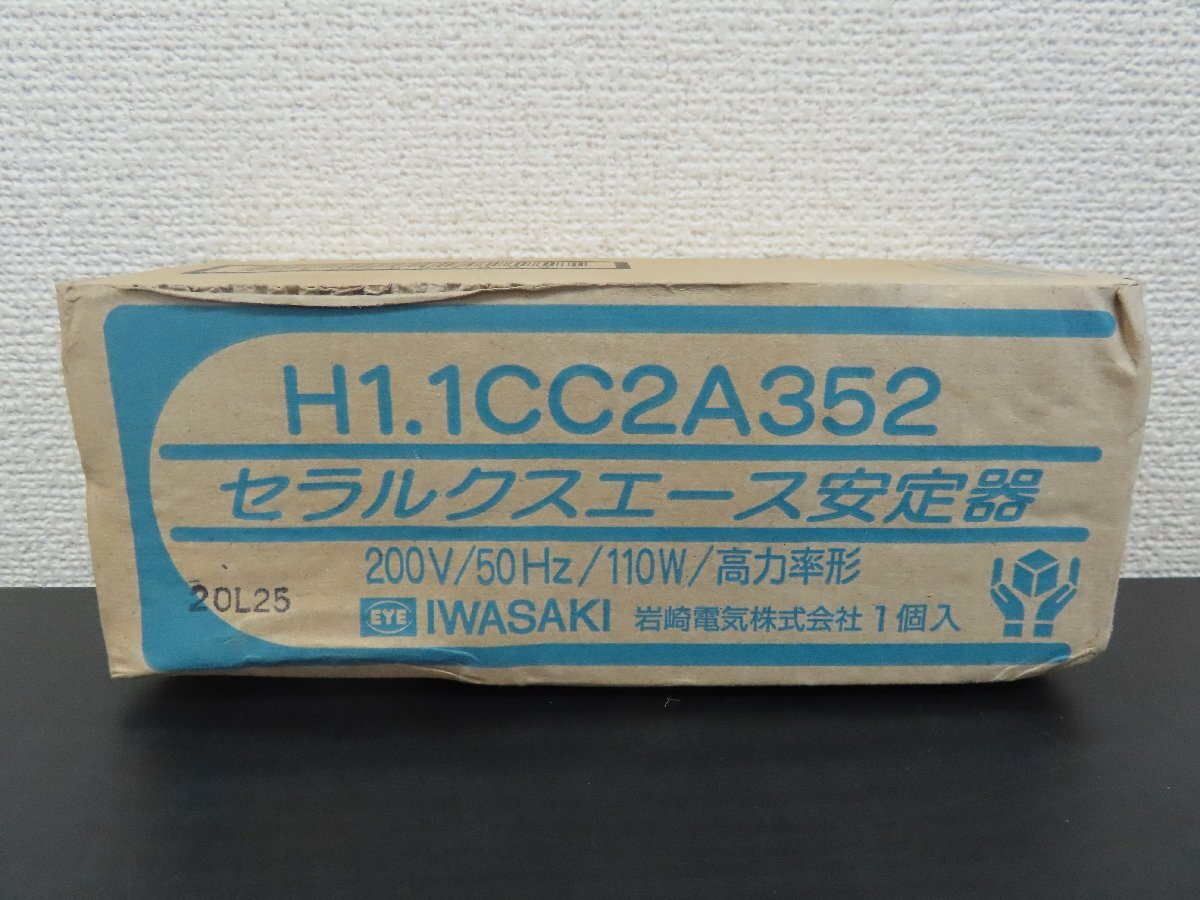 H1.1CC2A352
セラルクスエース安定器
200V/50Hz/110W/高力率形
20L25
EYE IWASAKI 岩崎電気株式会社 1個入